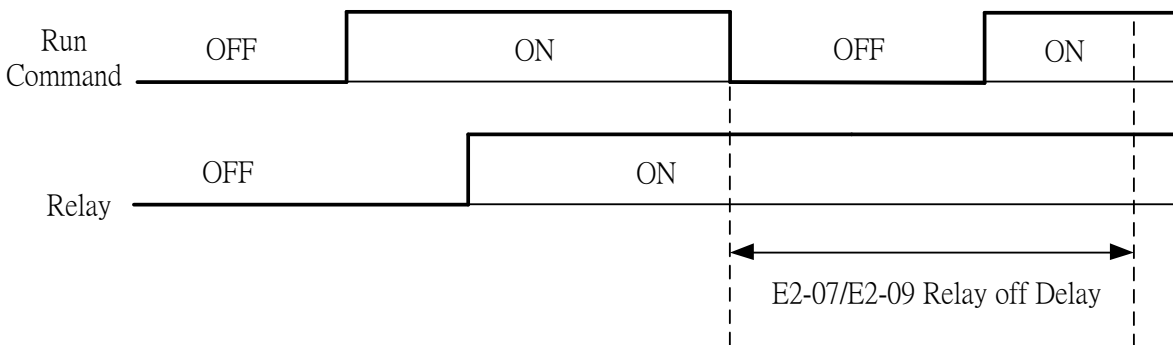 Run
Command
OFF
ON
OFF
ON
Relay
OFF
ON
E2-07/E2-09 Relay off Delay